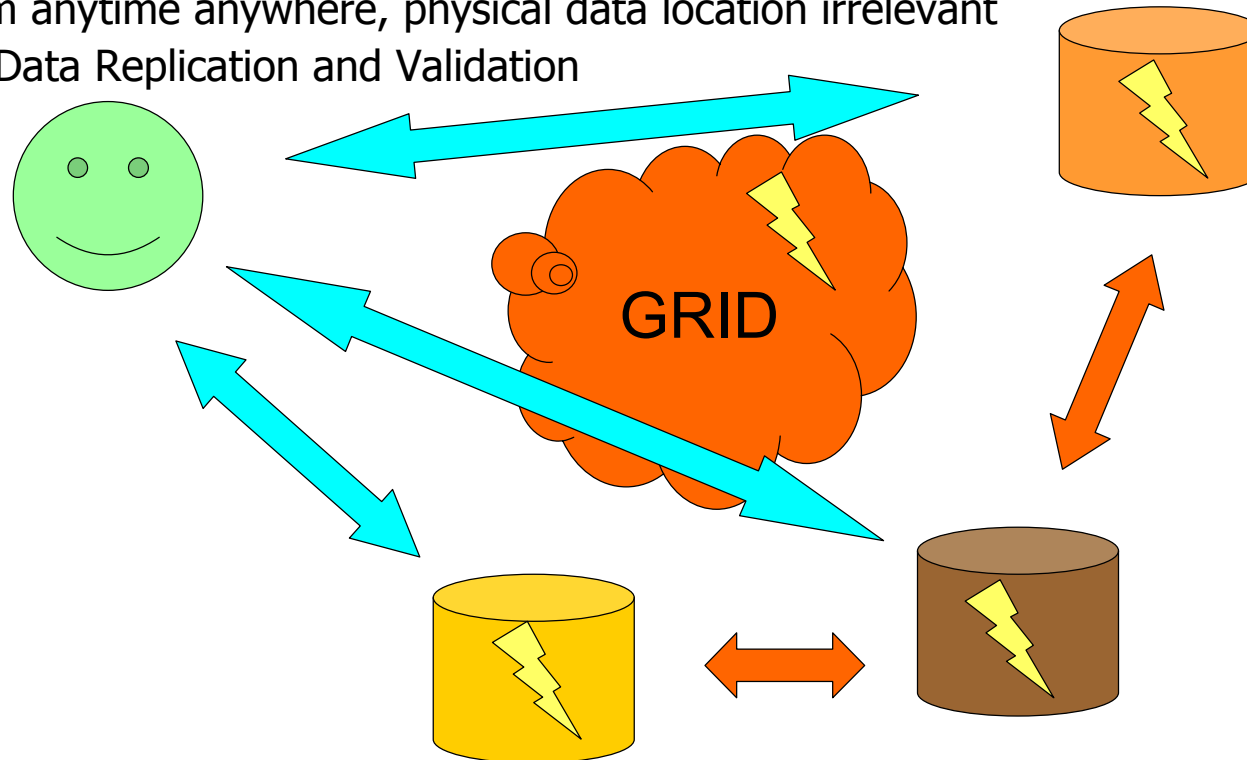 anytime anywhere, physical data location irrelevant
Data Replication and Validation
GRID